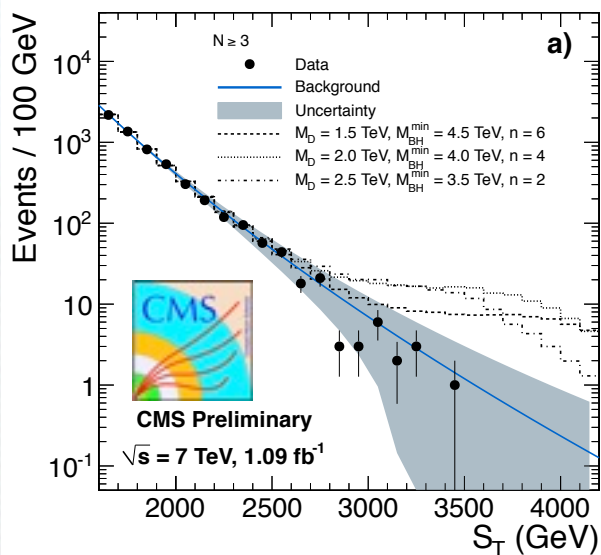 N ≥ 3
a)
Data
Background
Uncertainty
M_D = 1.5 TeV, M_BH^min = 4.5 TeV, n = 6
M_D = 2.0 TeV, M_BH^min = 4.0 TeV, n = 4
M_D = 2.5 TeV, M_BH^min = 3.5 TeV, n = 2
Events / 100 GeV
10^4
10^3
10^2
10
1
10^-1
CMS
CMS Preliminary
√s = 7 TeV, 1.09 fb^-1
2000 2500 3000 3500 4000
S_T (GeV)